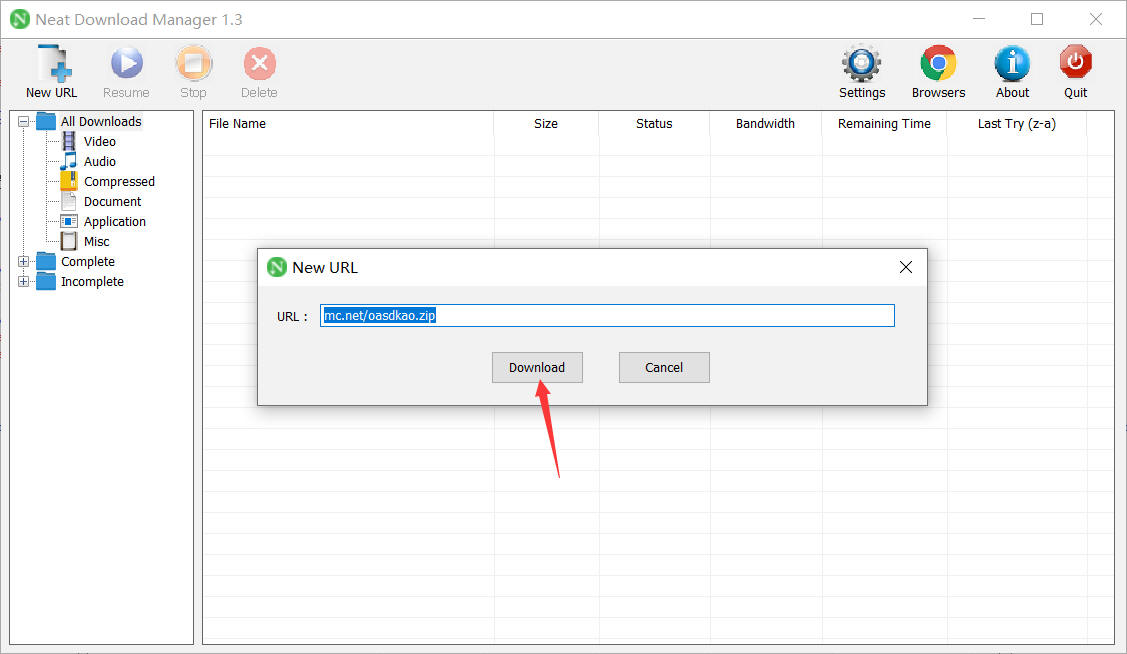 Neat Download Manager 1.3
New URL Resume Stop Delete Settings Browsers About Quit
All Downloads
Video
Audio
Compressed
Document
Application
Misc
Complete
Incomplete
File Name Size Status Bandwidth Remaining Time Last Try (z-a)
New URL
URL : mc.net/oasdkao.zip
Download Cancel